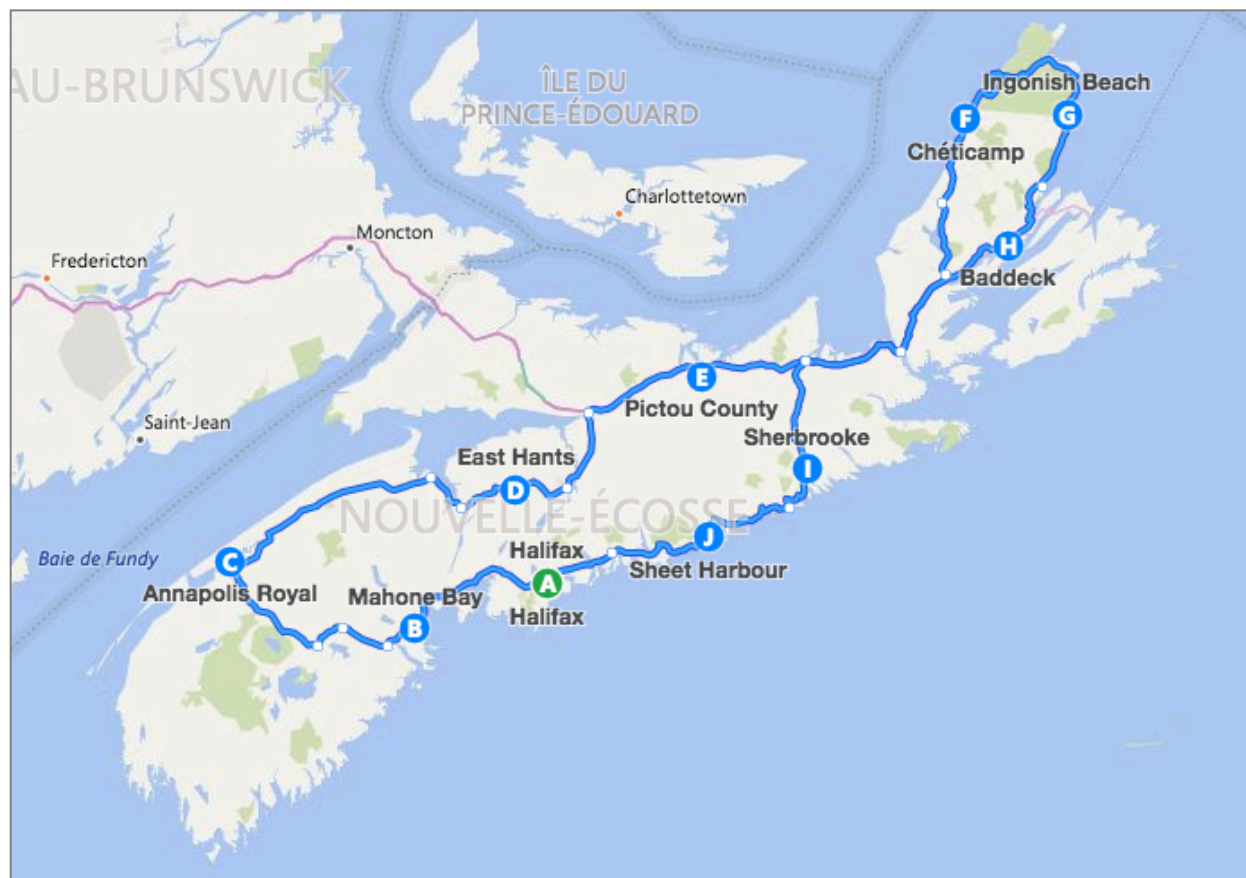 AU-BRUNSWICK
ÎLE DU
PRINCE-ÉDOUARD
Ingonish Beach
F
G
Chéticamp
Charlottetown
Moncton
Fredericton
H
Baddeck
E
Pictou County
Saint-Jean
Sherbrooke
East Hants
I
D
NOUVELLE-ÉCOSSE
J
Baie de Fundy
C
Halifax
Sheet Harbour
A
Annapolis Royal
Mahone Bay
Halifax
B